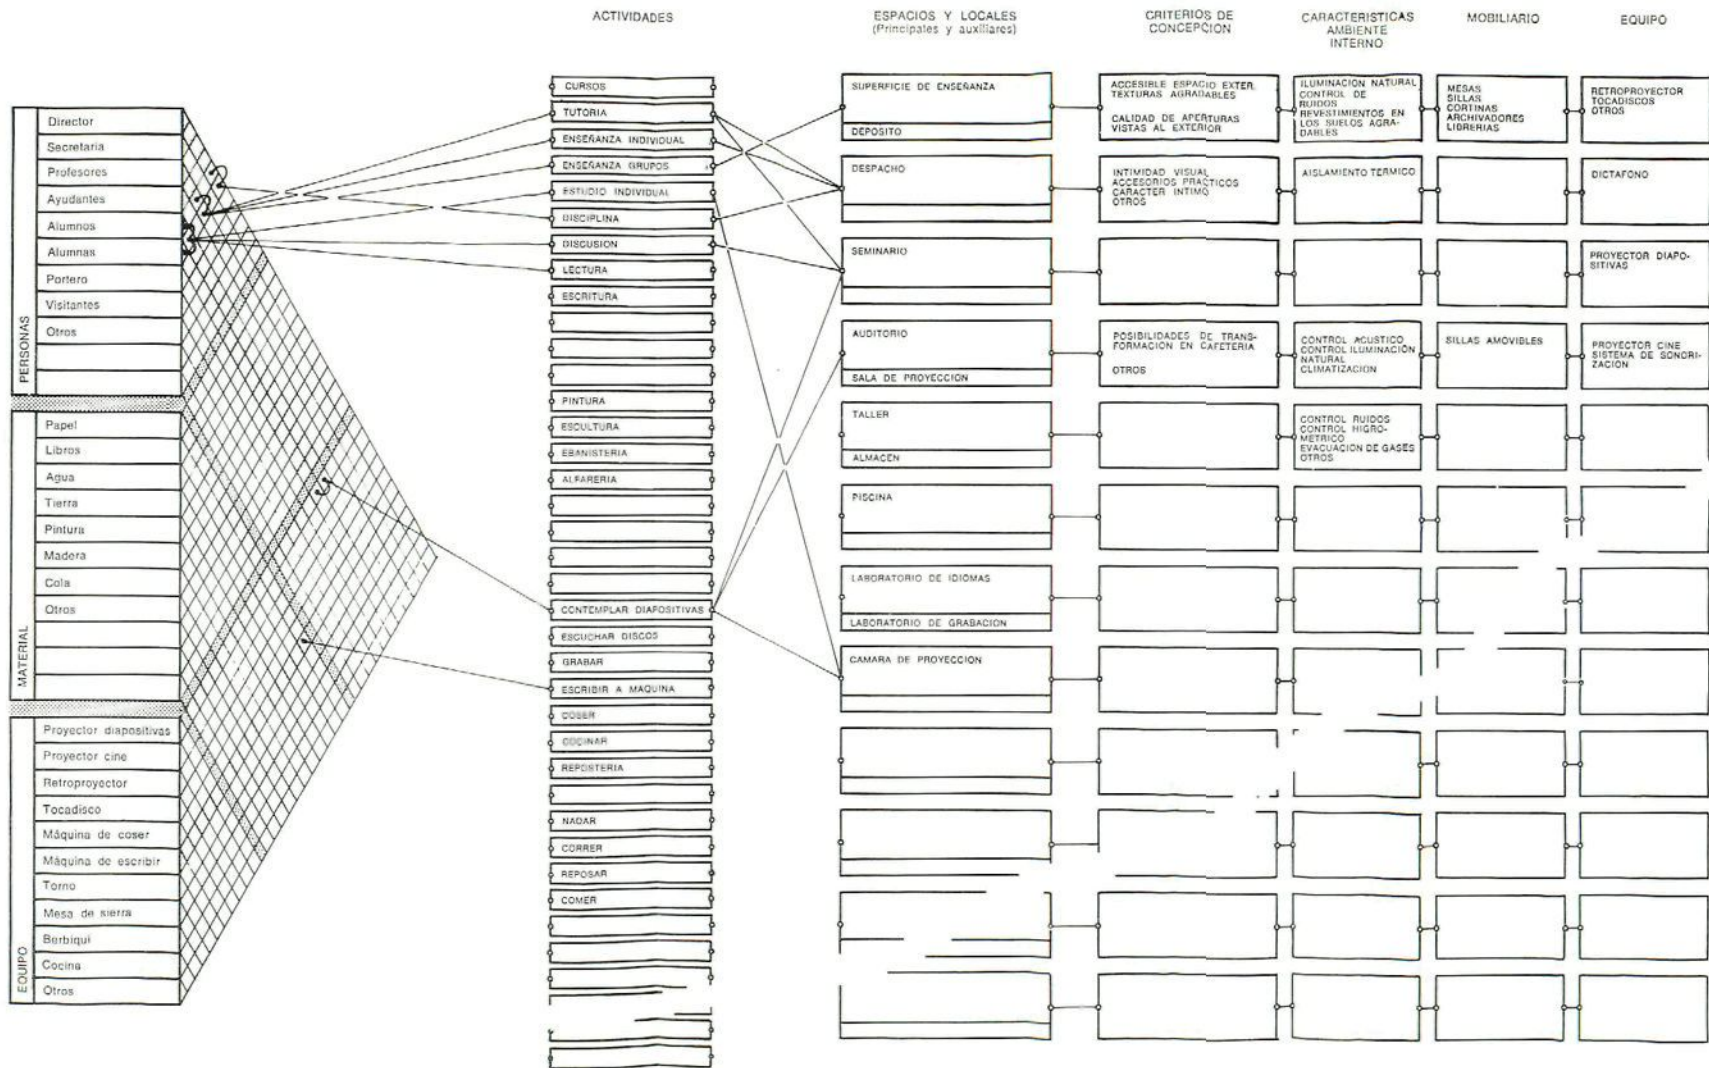 ACTIVIDADES
ESPACIOS Y LOCALES
(Principales y auxiliares)
CRITERIOS DE
CONCEPCION
CARACTERISTICAS
AMBIENTE
INTERNO
MOBILIARIO
EQUIPO
PERSONAS
Director
Secretaria
Profesores
Ayudantes
Alumnos
Alumnas
Portero
Visitantes
Otros
MATERIAL
Papel
Libros
Agua
Tierra
Pintura
Madera
Cola
Otros
EQUIPO
Proyector diapositivas
Proyector cine
Retroproyector
Tocadisco
Máquina de coser
Máquina de escribir
Torno
Mesa de sierra
Berbiqui
Cocina
Otros
CURSOS
TUTORIA
ENSEÑANZA INDIVIDUAL
ENSEÑANZA GRUPOS
ESTUDIO INDIVIDUAL
DISCIPLINA
DISCUSION
LECTURA
ESCRITURA
PINTURA
ESCULTURA
EBANISTERIA
ALFARERIA
CONTEMPLAR DIAPOSITIVAS
ESCUCHAR DISCOS
GRABAR
ESCRIBIR A MAQUINA
COSER
COCINAR
REPOSTERIA
NADAR
CORRER
REPOSAR
COMER
SUPERFICIE DE ENSEÑANZA
DEPOSITO
DESPACHO
SEMINARIO
AUDITORIO
SALA DE PROYECCION
TALLER
ALMACEN
PISCINA
LABORATORIO DE IDIOMAS
LABORATORIO DE GRABACION
CAMARA DE PROYECCION
ACCESIBLE ESPACIO EXTER.
TEXTURAS AGRADABLES
CALIDAD DE APERTURAS
VISTAS AL EXTERIOR
INTIMIDAD VISUAL
ACCESORIOS PRACTICOS
CARACTER INTIMO
OTROS
POSIBILIDADES DE TRANS-
FORMACION EN CAFETERIA
OTROS
ILUMINACION NATURAL
CONTROL DE
RUIDOS
REVESTIMIENTOS EN
LOS SUELOS AGRA-
DABLES
AISLAMIENTO TERMICO
CONTROL ACUSTICO
CONTROL ILUMINACIÓN
NATURAL
CLIMATIZACION
CONTROL RUIDOS
CONTROL HIGRO-
METRICO
EVACUACION DE GASES
OTROS
MESAS
SILLAS
CORTINAS
ARCHIVADORES
LIBRERIAS
SILLAS AMOVIBLES
RETROPROYECTOR
TOCADISCOS
OTROS
DICTAFONO
PROYECTOR DIAPO-
SITIVAS
PROYECTOR CINE
SISTEMA DE SONORI-
ZACION